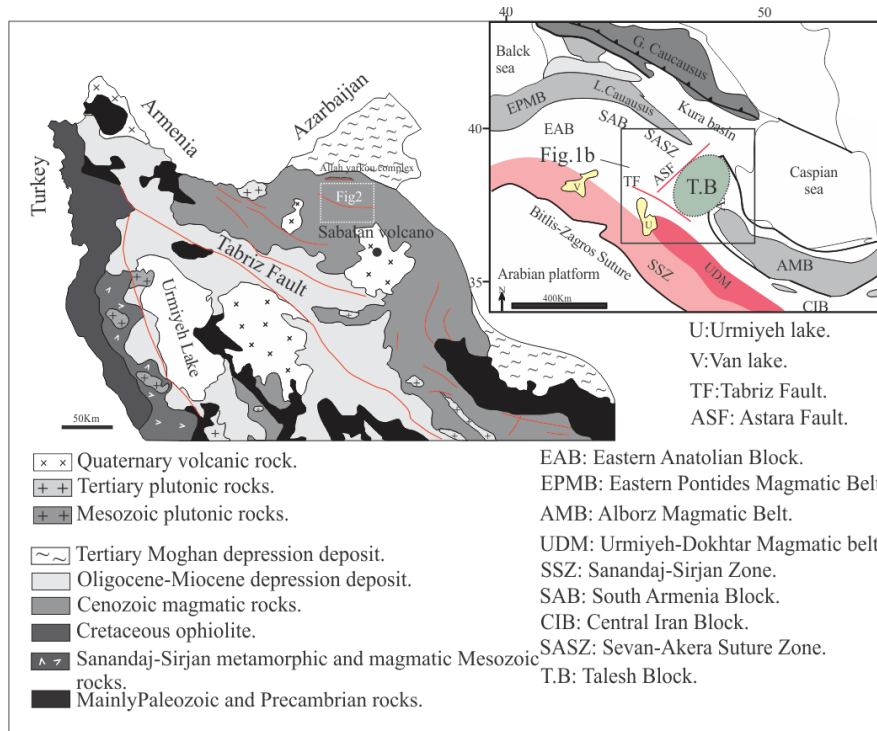 40
50
Balck
sea
G. Caucausus
L.Cauausus
Kura basin
EPMB
SAB
SASZ
40
EAB
Fig.1b
ASF
TF
T.B
Caspian
sea
V
U
Bitlis-Zagros Suture
SSZ
UDM
AMB
35
Arabian platform
CIB
N
400Km
Armenia
Azarbaijan
Turkey
Allah yarlou complex
Fig2
Sabalan volcano
Tabriz Fault
Urmiyeh Lake
50Km
U:Urmiyeh lake.
V:Van lake.
TF:Tabriz Fault.
ASF: Astara Fault.
Quaternary volcanic rock.
Tertiary plutonic rocks.
Mesozoic plutonic rocks.
Tertiary Moghan depression deposit.
Oligocene-Miocene depression deposit.
Cenozoic magmatic rocks.
Cretaceous ophiolite.
Sanandaj-Sirjan metamorphic and magmatic Mesozoic
rocks.
MainlyPaleozoic and Precambrian rocks.
EAB: Eastern Anatolian Block.
EPMB: Eastern Pontides Magmatic Belt
AMB: Alborz Magmatic Belt.
UDM: Urmiyeh-Dokhtar Magmatic belt
SSZ: Sanandaj-Sirjan Zone.
SAB: South Armenia Block.
CIB: Central Iran Block.
SASZ: Sevan-Akera Suture Zone.
T.B: Talesh Block.